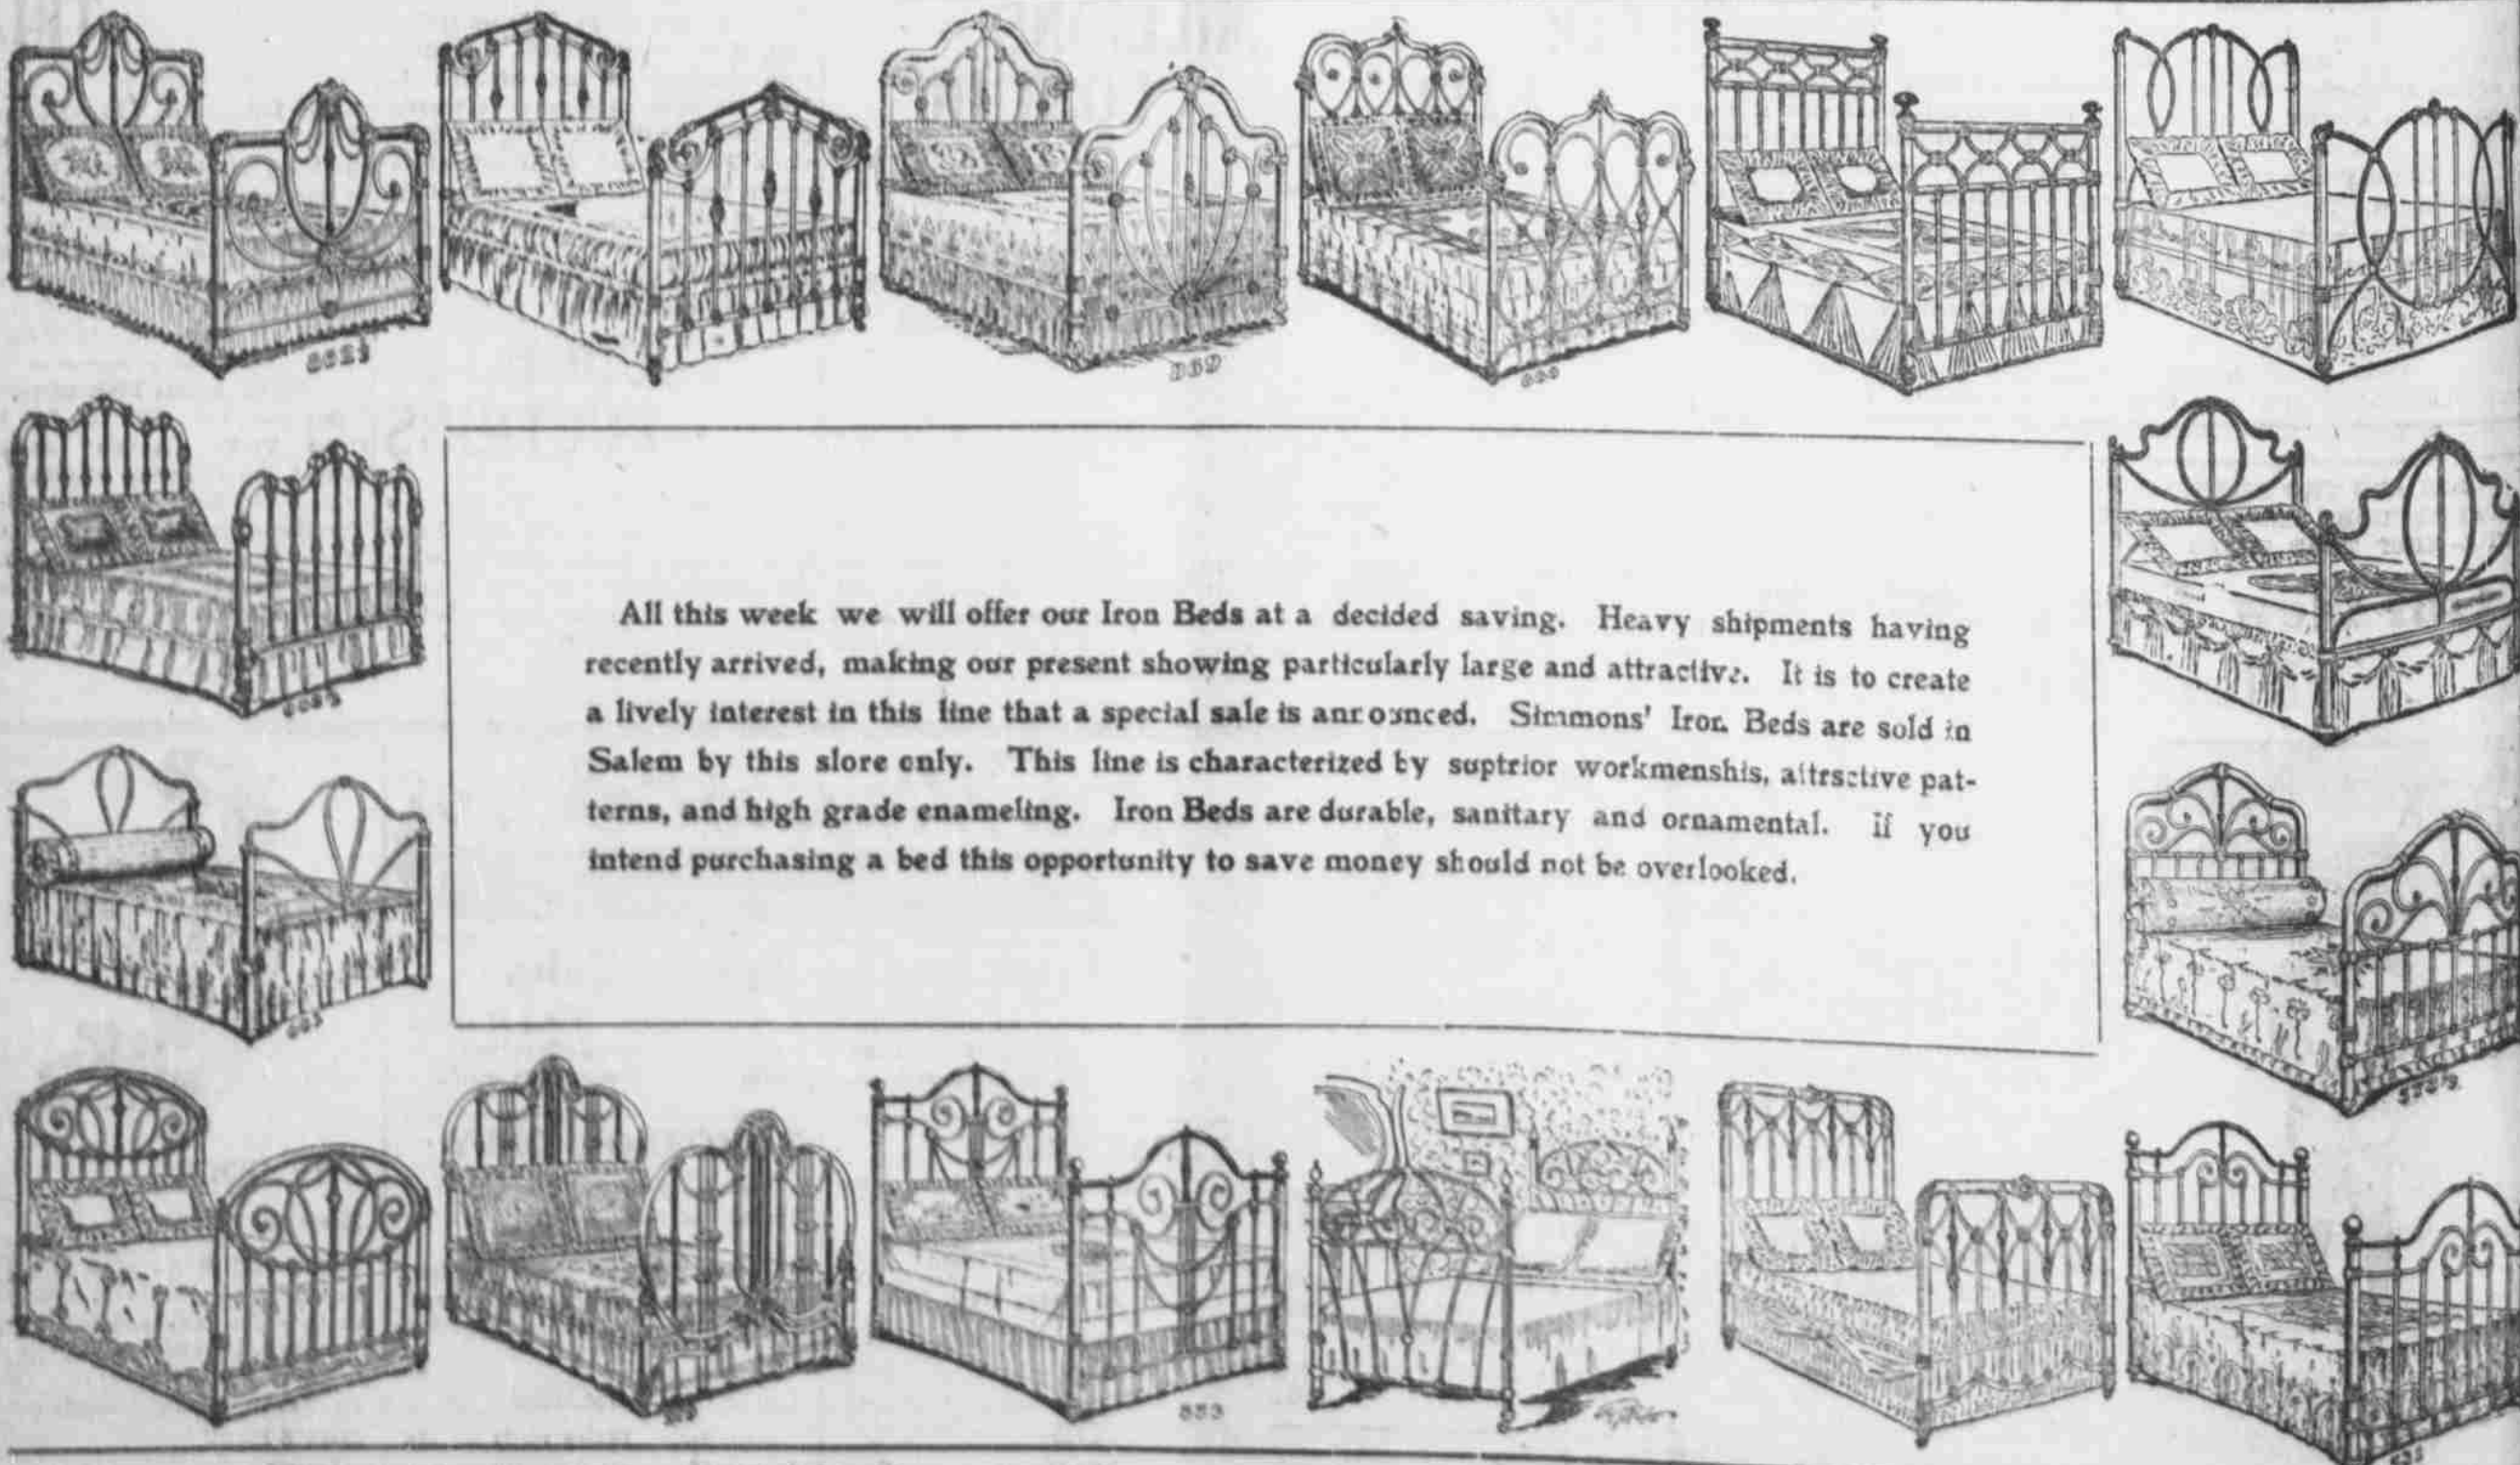 339
All this week we will offer our Iron Beds at a decided saving. Heavy shipments having
recently arrived, making our present showing particularly large and attractive. It is to create
a lively interest in this line that a special sale is anrounced. Simmons' Iron Beds are sold in
Salem by this slore only. This line is characterized by suptrior workmenshis, attrsctive pat-
terns, and high grade enameling. Iron Beds are durable, sanitary and ornamental. if you
intend purchasing a bed this opportunity to save money should not be overlooked.
333